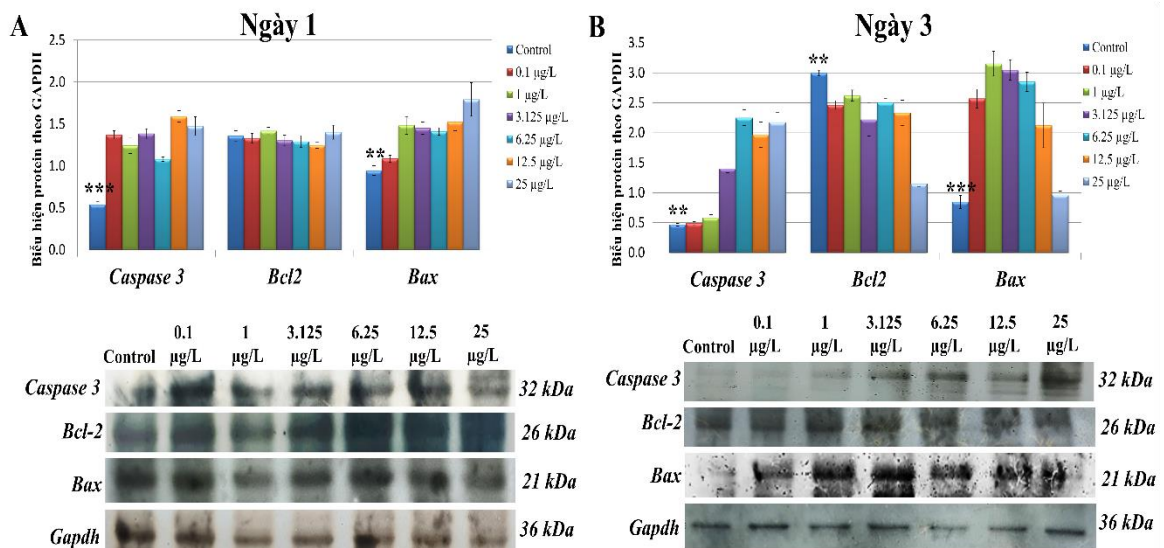 A
Ngày 1
Biểu hiện protein theo GAPDH
2.5
2.0
1.5
1.0
0.5
0.0
***
**
Control
0.1 µg/L
1 µg/L
3.125 µg/L
6.25 µg/L
12.5 µg/L
25 µg/L
Caspase 3
Bcl2
Bax
Control
0.1 µg/L
1 µg/L
3.125 µg/L
6.25 µg/L
12.5 µg/L
25 µg/L
Caspase 3
32 kDa
Bcl-2
26 kDa
Bax
21 kDa
Gapdh
36 kDa
B
Ngày 3
Biểu hiện protein theo GAPDH
3.5
3.0
2.5
2.0
1.5
1.0
0.5
0.0
**
**
***
Control
0.1 µg/L
1 µg/L
3.125 µg/L
6.25 µg/L
12.5 µg/L
25 µg/L
Caspase 3
Bcl2
Bax
Control
0.1 µg/L
1 µg/L
3.125 µg/L
6.25 µg/L
12.5 µg/L
25 µg/L
Caspase 3
32 kDa
Bcl-2
26 kDa
Bax
21 kDa
Gapdh
36 kDa